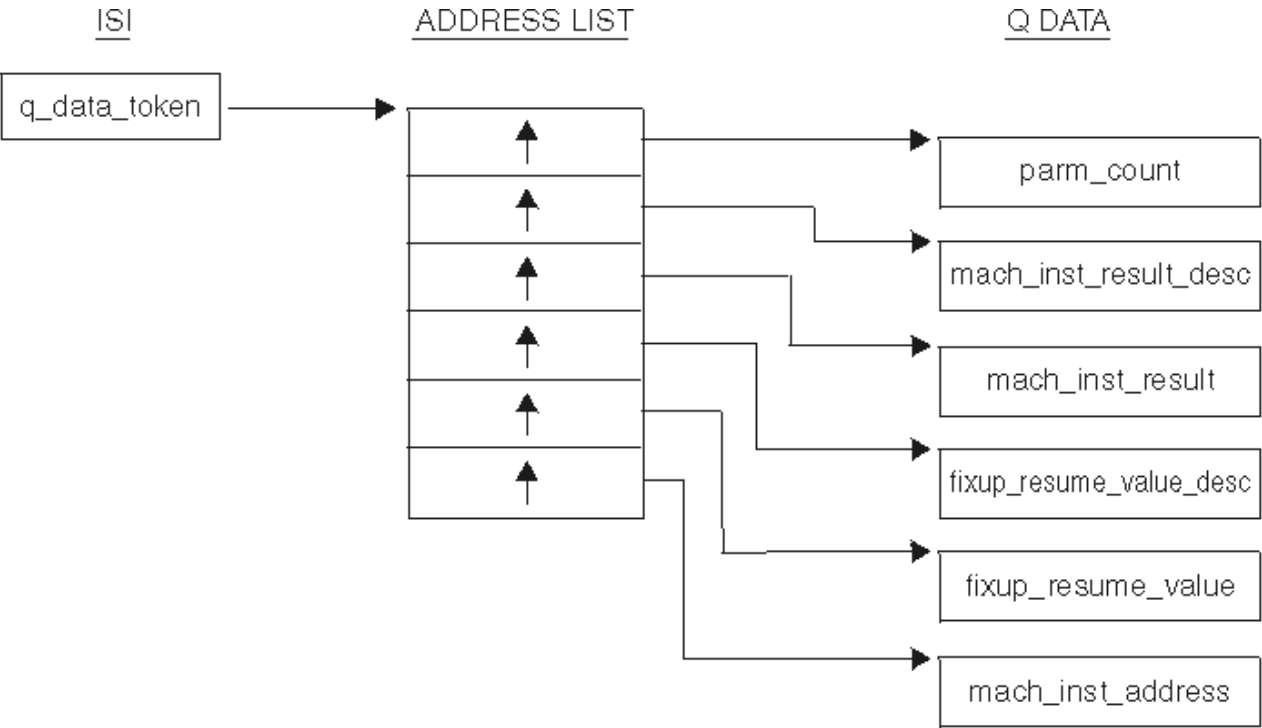 ISI
ADDRESS LIST
Q DATA
q_data_token
parm_count
mach_inst_result_desc
mach_inst_result
fixup_resume_value_desc
fixup_resume_value
mach_inst_address